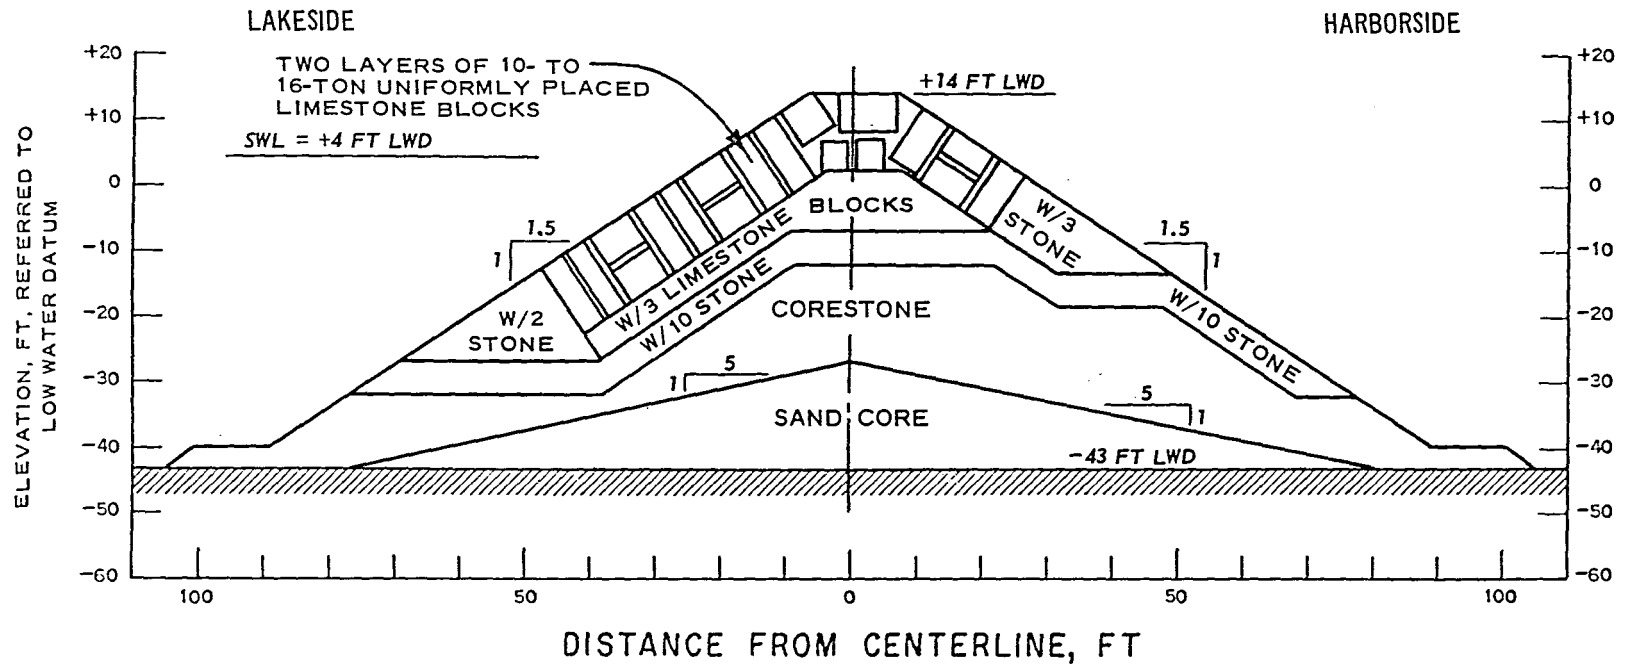 LAKESIDE
HARBORSIDE
TWO LAYERS OF 10- TO
16-TON UNIFORMLY PLACED
LIMESTONE BLOCKS
SWL = +4 FT LWD
+14 FT LWD
ELEVATION, FT, REFERRED TO
LOW WATER DATUM
+20
+10
0
-10
-20
-30
-40
-50
-60
+20
+10
0
-10
-20
-30
-40
-50
-60
1.5
1
1.5
1
BLOCKS
W/3 LIMESTONE
W/3
STONE
W/10 STONE
W/2
STONE
CORESTONE
W/10 STONE
5
1
5
1
SAND CORE
-43 FT LWD
100
50
0
50
100
DISTANCE FROM CENTERLINE, FT